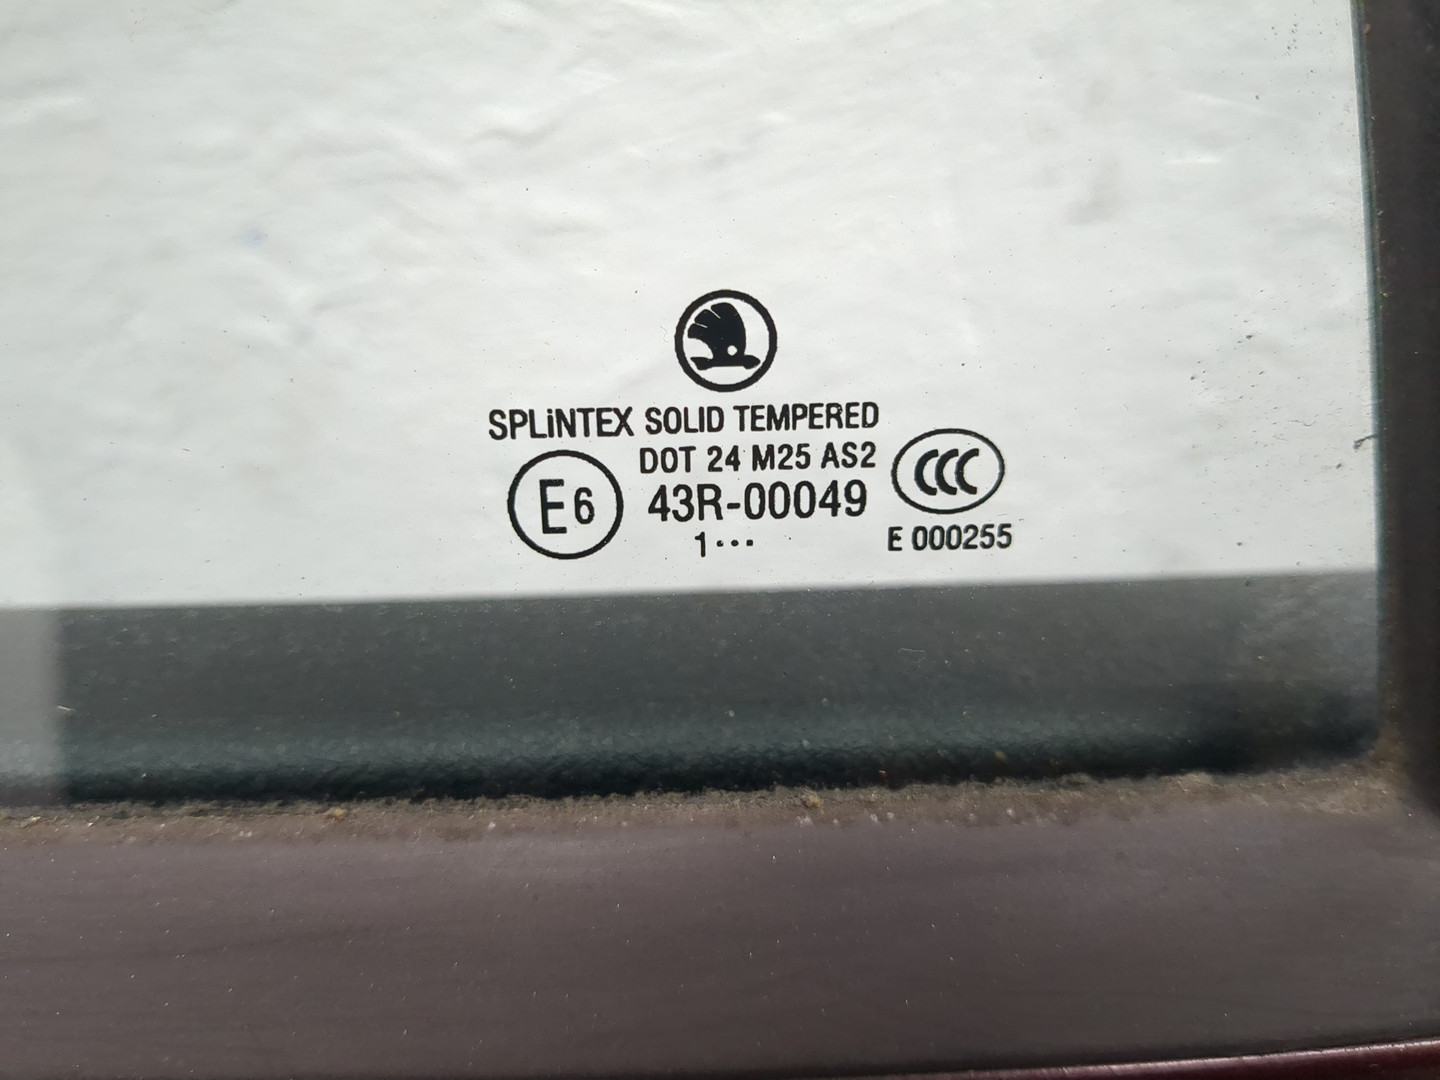 SPLiNTEX SOLID TEMPERED
DOT 24 M25 AS2
E6
43R-00049
1···
CCC
E 000255